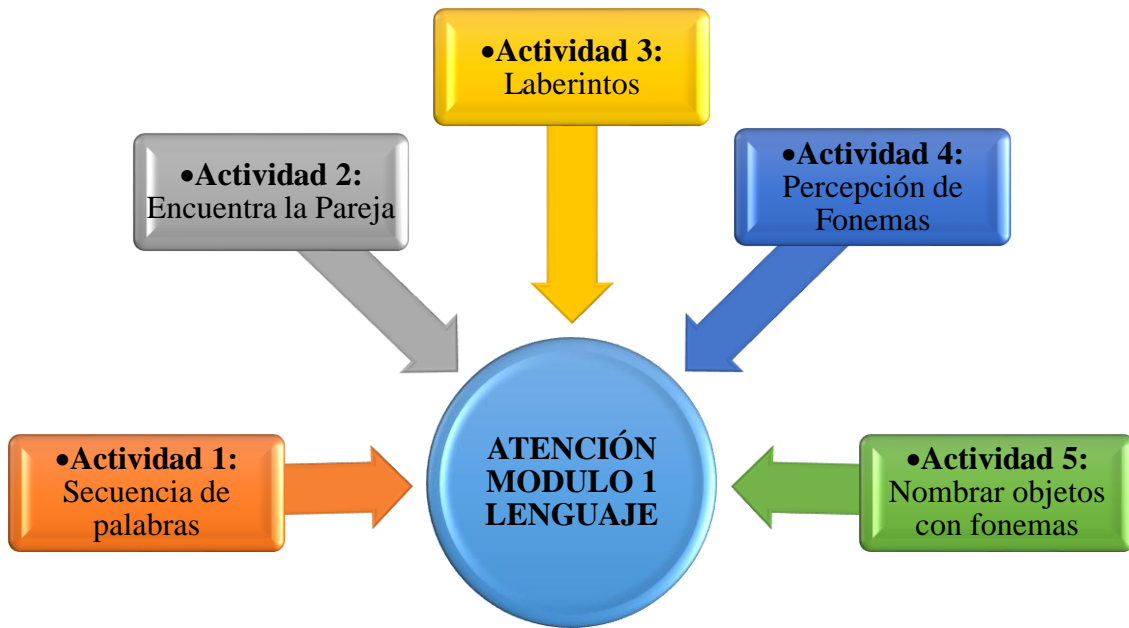 •Actividad 3:
Laberintos
•Actividad 2:
Encuentra la Pareja
•Actividad 4:
Percepción de
Fonemas
•Actividad 1:
Secuencia de
palabras
ATENCIÓN
MODULO 1
LENGUAJE
•Actividad 5:
Nombrar objetos
con fonemas